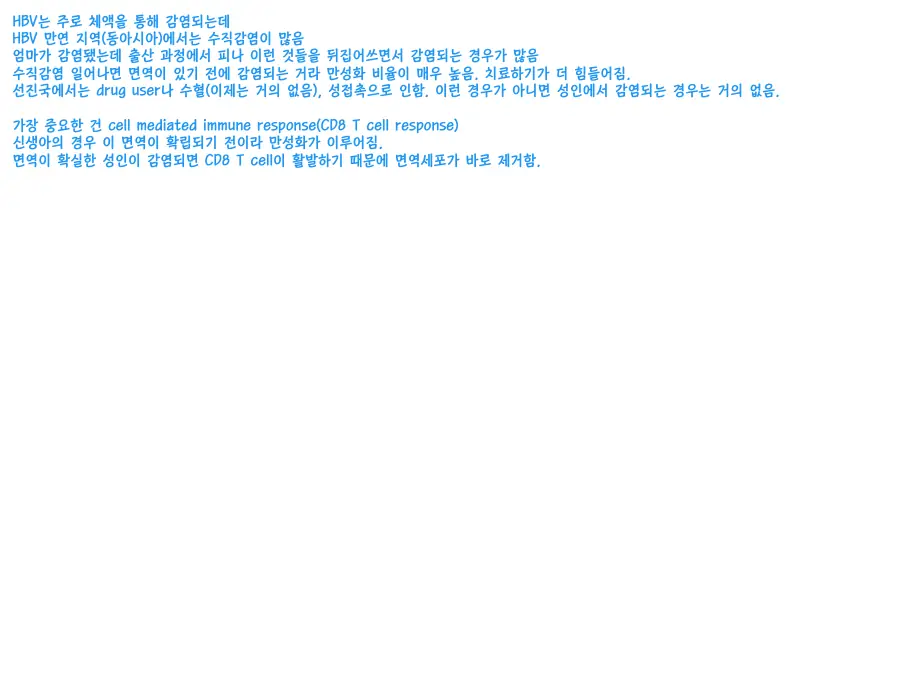 HBV는 주로 체액을 통해 감염되는데
HBV 만연 지역(동아시아)에서는 수직감염이 많음
엄마가 감염됐는데 출산 과정에서 피나 이런 것들을 뒤집어쓰면서 감염되는 경우가 많음
수직감염 일어나면 면역이 있기 전에 감염되는 거라 만성화 비율이 매우 높음. 치료하기가 더 힘들어짐.
선진국에서는 drug user나 수혈(이제는 거의 없음), 성접촉으로 인함. 이런 경우가 아니면 성인에서 감염되는 경우는 거의 없음.
가장 중요한 건 cell mediated immune response(CD8 T cell response)
신생아의 경우 이 면역이 확립되기 전이라 만성화가 이루어짐.
면역이 확실한 성인이 감염되면 CD8 T cell이 활발하기 때문에 면역세포가 바로 제거함.